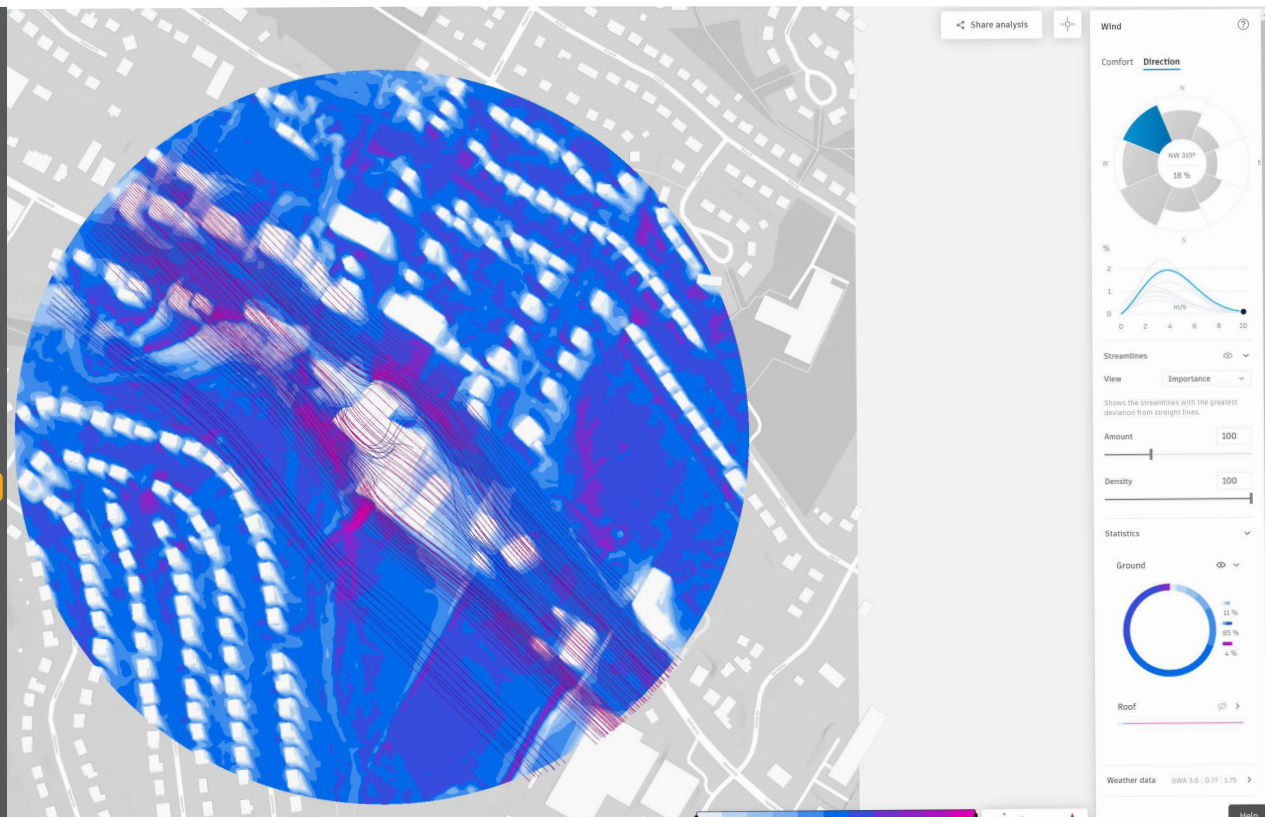 Share analysis
Wind
Comfort Direction
N
W
NW 315°
18 %
E
S
%
2
1
0
m/s
0 2 4 6 8 10
Streamlines
View Importance
Shows the streamlines with the greatest
deviation from straight lines.
Amount 100
Density 100
Statistics
Ground
11 %
85 %
4 %
Roof
Weather data GWA 3.0 | 0.77 | 1.75
Help